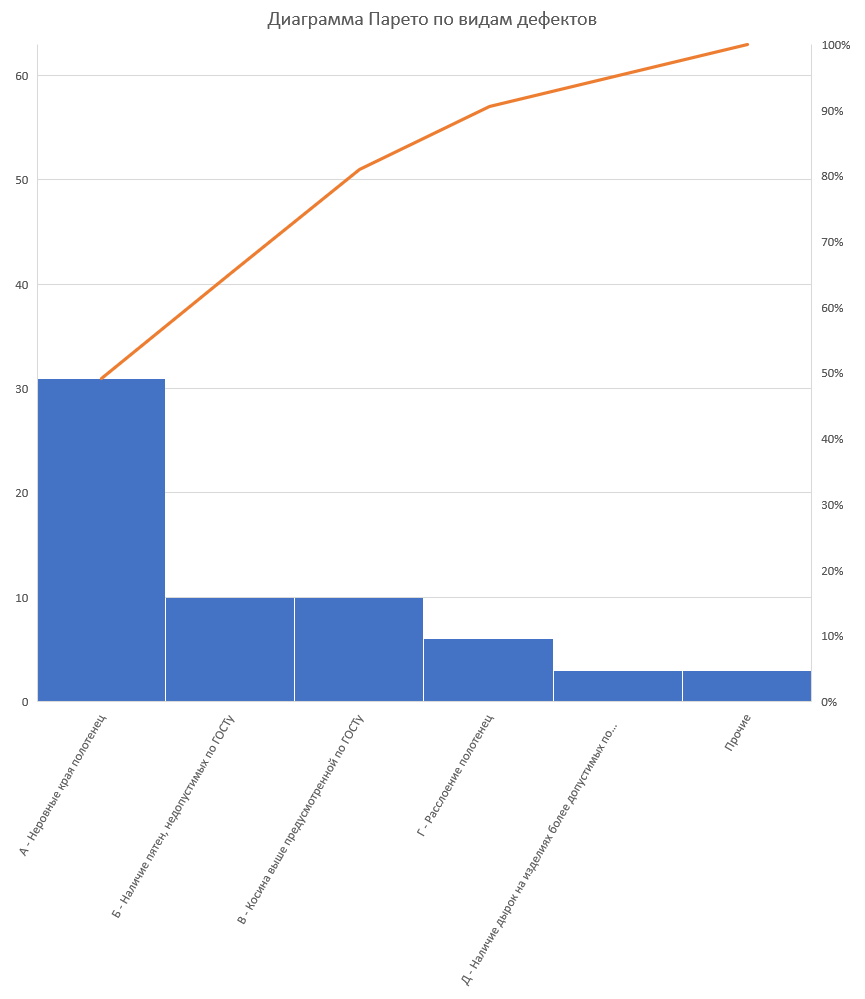 Диаграмма Парето по видам дефектов
60
50
40
30
20
10
0
100%
90%
80%
70%
60%
50%
40%
30%
20%
10%
0%
А - Неровные края полотенец
Б - Наличие пятен, недопустимых по ГОСТу
В - Косина выше предусмотренной по ГОСТу
Г - Расслоение полотенец
Д - Наличие дырок на изделиях более допустимых по...
Прочие